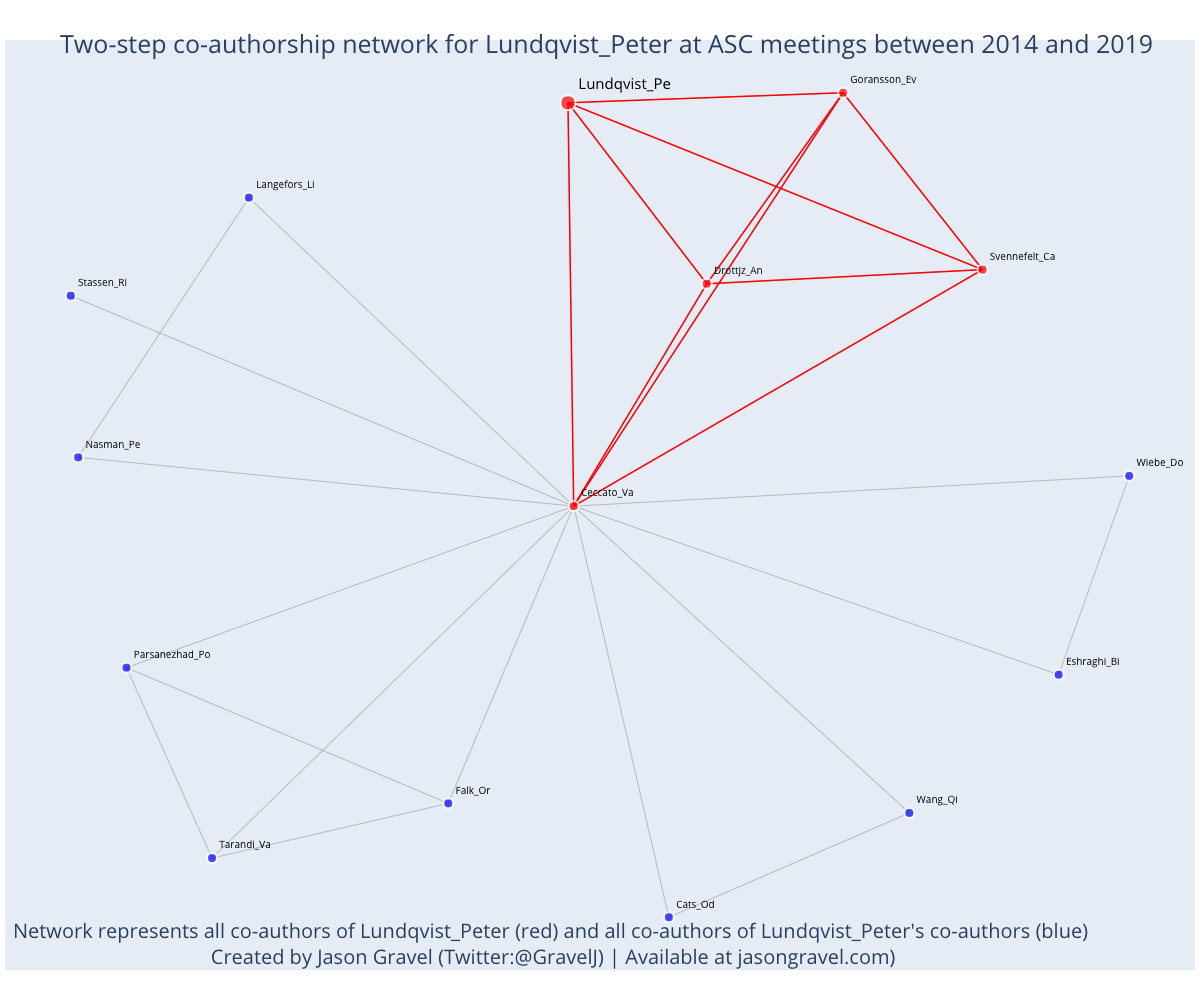 Two-step co-authorship network for Lundqvist_Peter at ASC meetings between 2014 and 2019
Goransson_Ev
Lundqvist_Pe
Langefors_Li
Svennefelt_Ca
Drottjz_An
Stassen_Ri
Nasman_Pe
Wiebe_Do
Ceccato_Va
Parsanezhad_Po
Eshraghi_Bi
Falk_Or
Wang_Qi
Tarandi_Va
Cats_Od
Network represents all co-authors of Lundqvist_Peter (red) and all co-authors of Lundqvist_Peter's co-authors (blue)
Created by Jason Gravel (Twitter:@GravelJ) | Available at jasongravel.com)